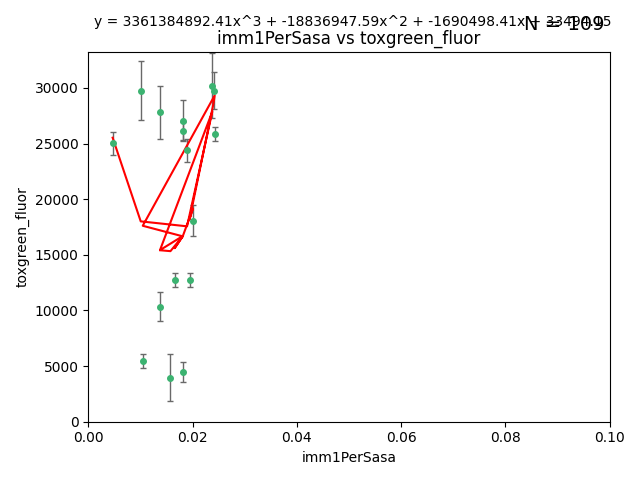 y = 3361384892.41x^3 + -18836947.59x^2 + -1690498.41x + 33494.15
N = 109
imm1PerSasa vs toxgreen_fluor
30000
25000
20000
15000
10000
5000
0
toxgreen_fluor
0.00 0.02 0.04 0.06 0.08 0.10
imm1PerSasa